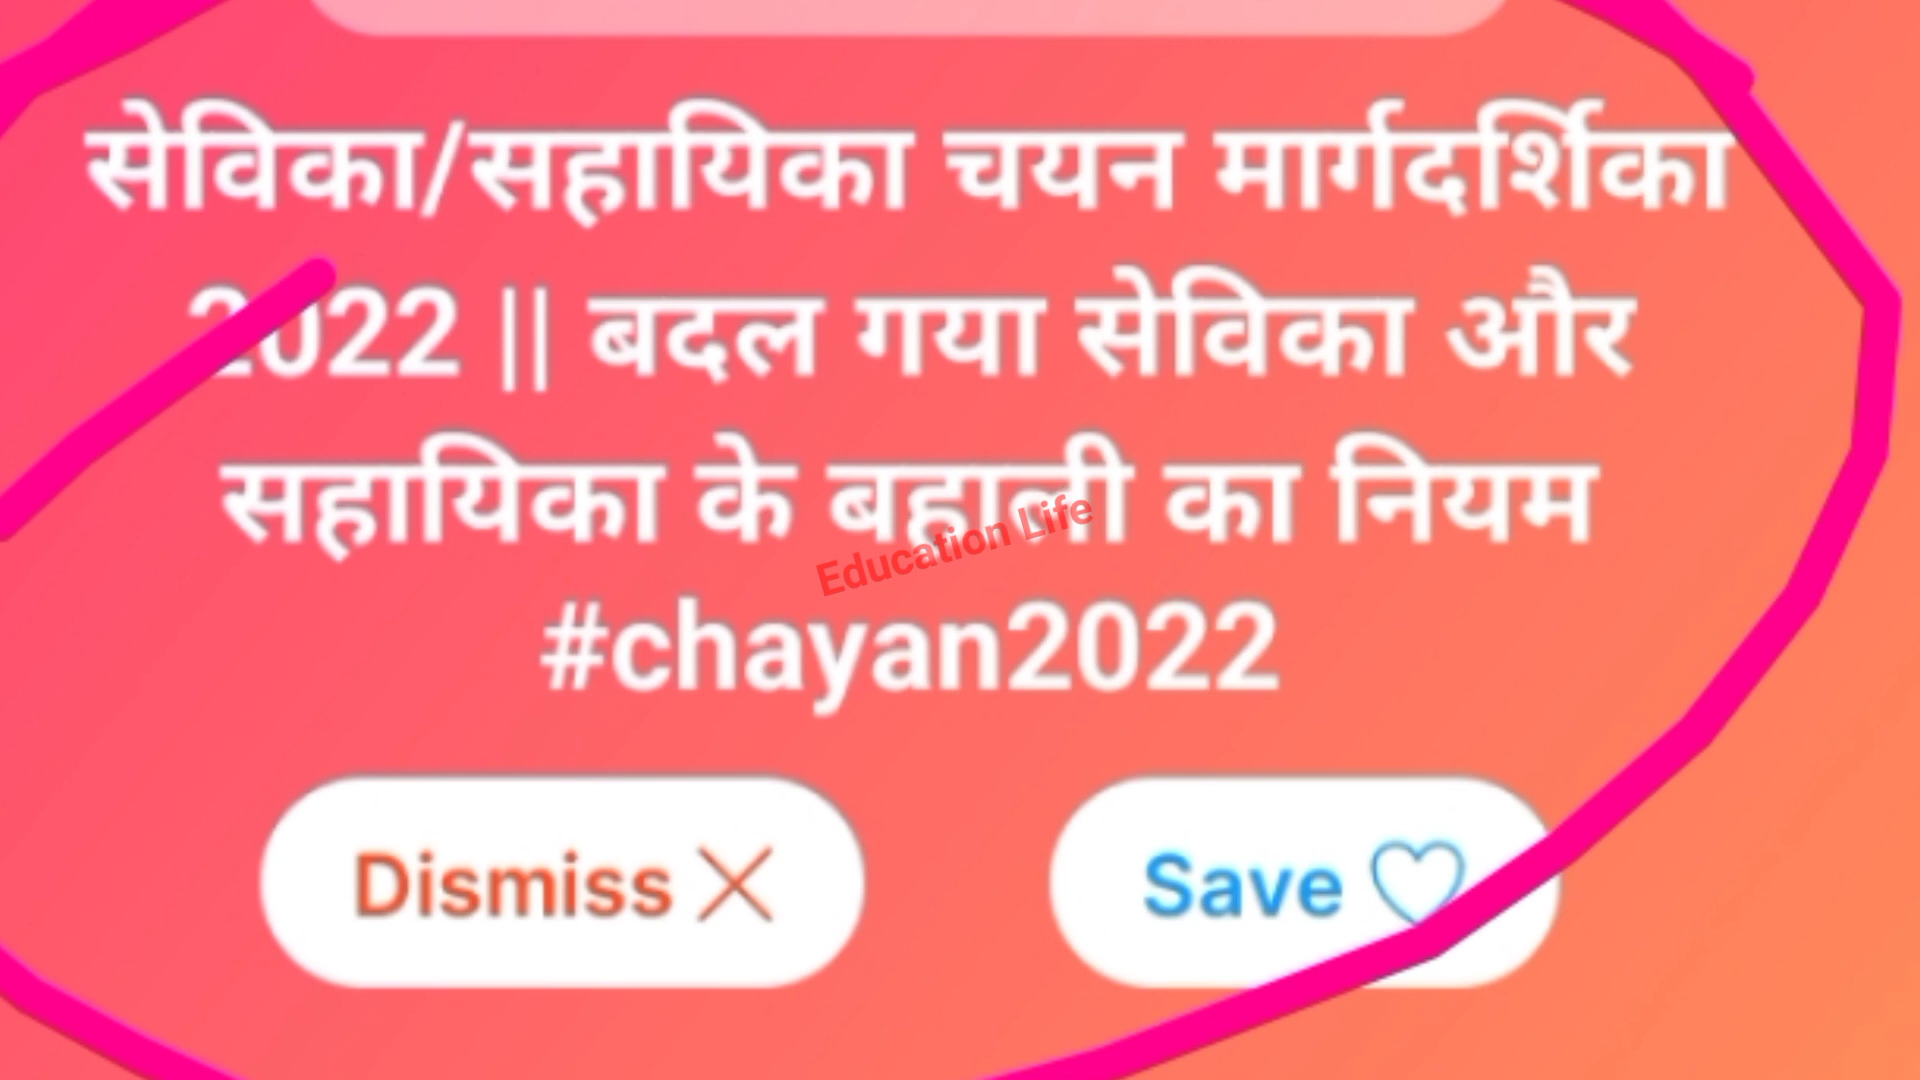 सेविका/सहायिका चयन मार्गदर्शिका
2022 || बदल गया सेविका और
सहायिका के बहाली का नियम
Education Life
#chayan2022
Dismiss
Save